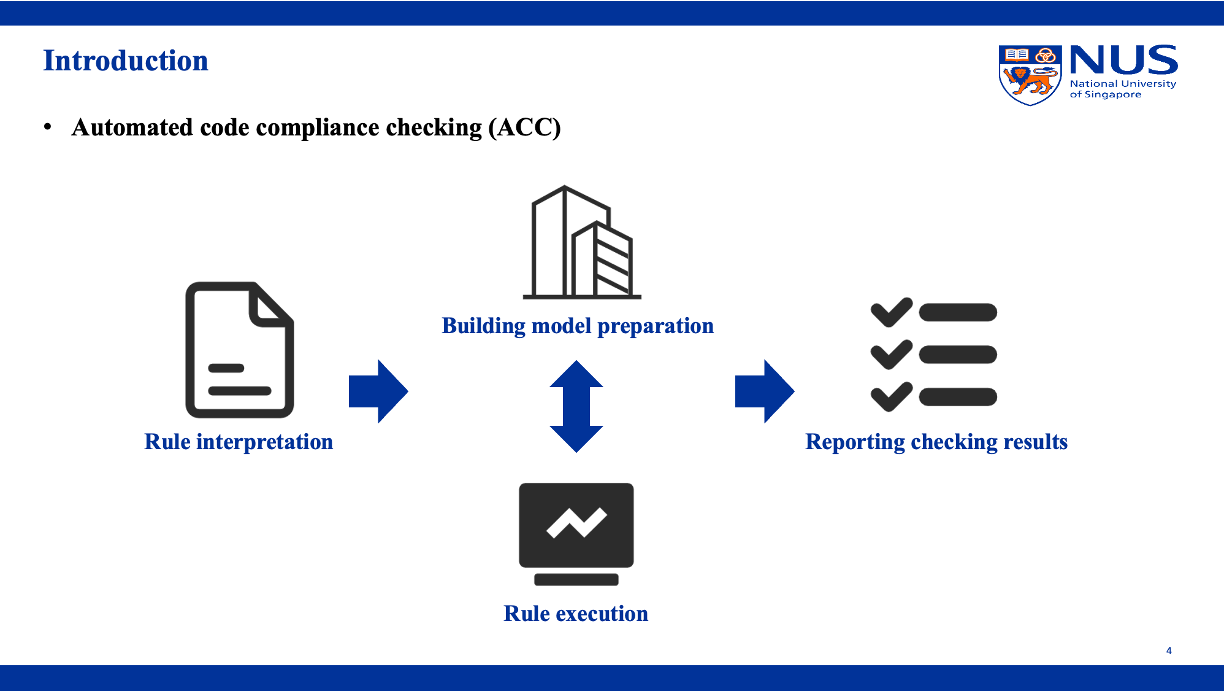 Introduction
NUS
National University
of Singapore
• Automated code compliance checking (ACC)
Building model preparation
Rule interpretation
Reporting checking results
Rule execution
4